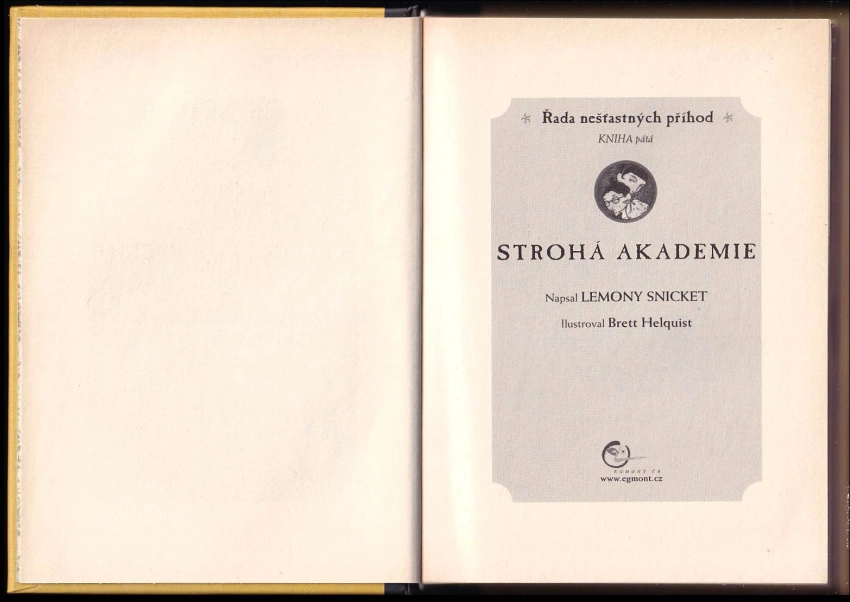 Řada nešťastných příhod
KNIHA pátá
STROHÁ AKADEMIE
Napsal LEMONY SNICKET
Ilustroval Brett Helquist
EGMONT ČR
www.egmont.cz